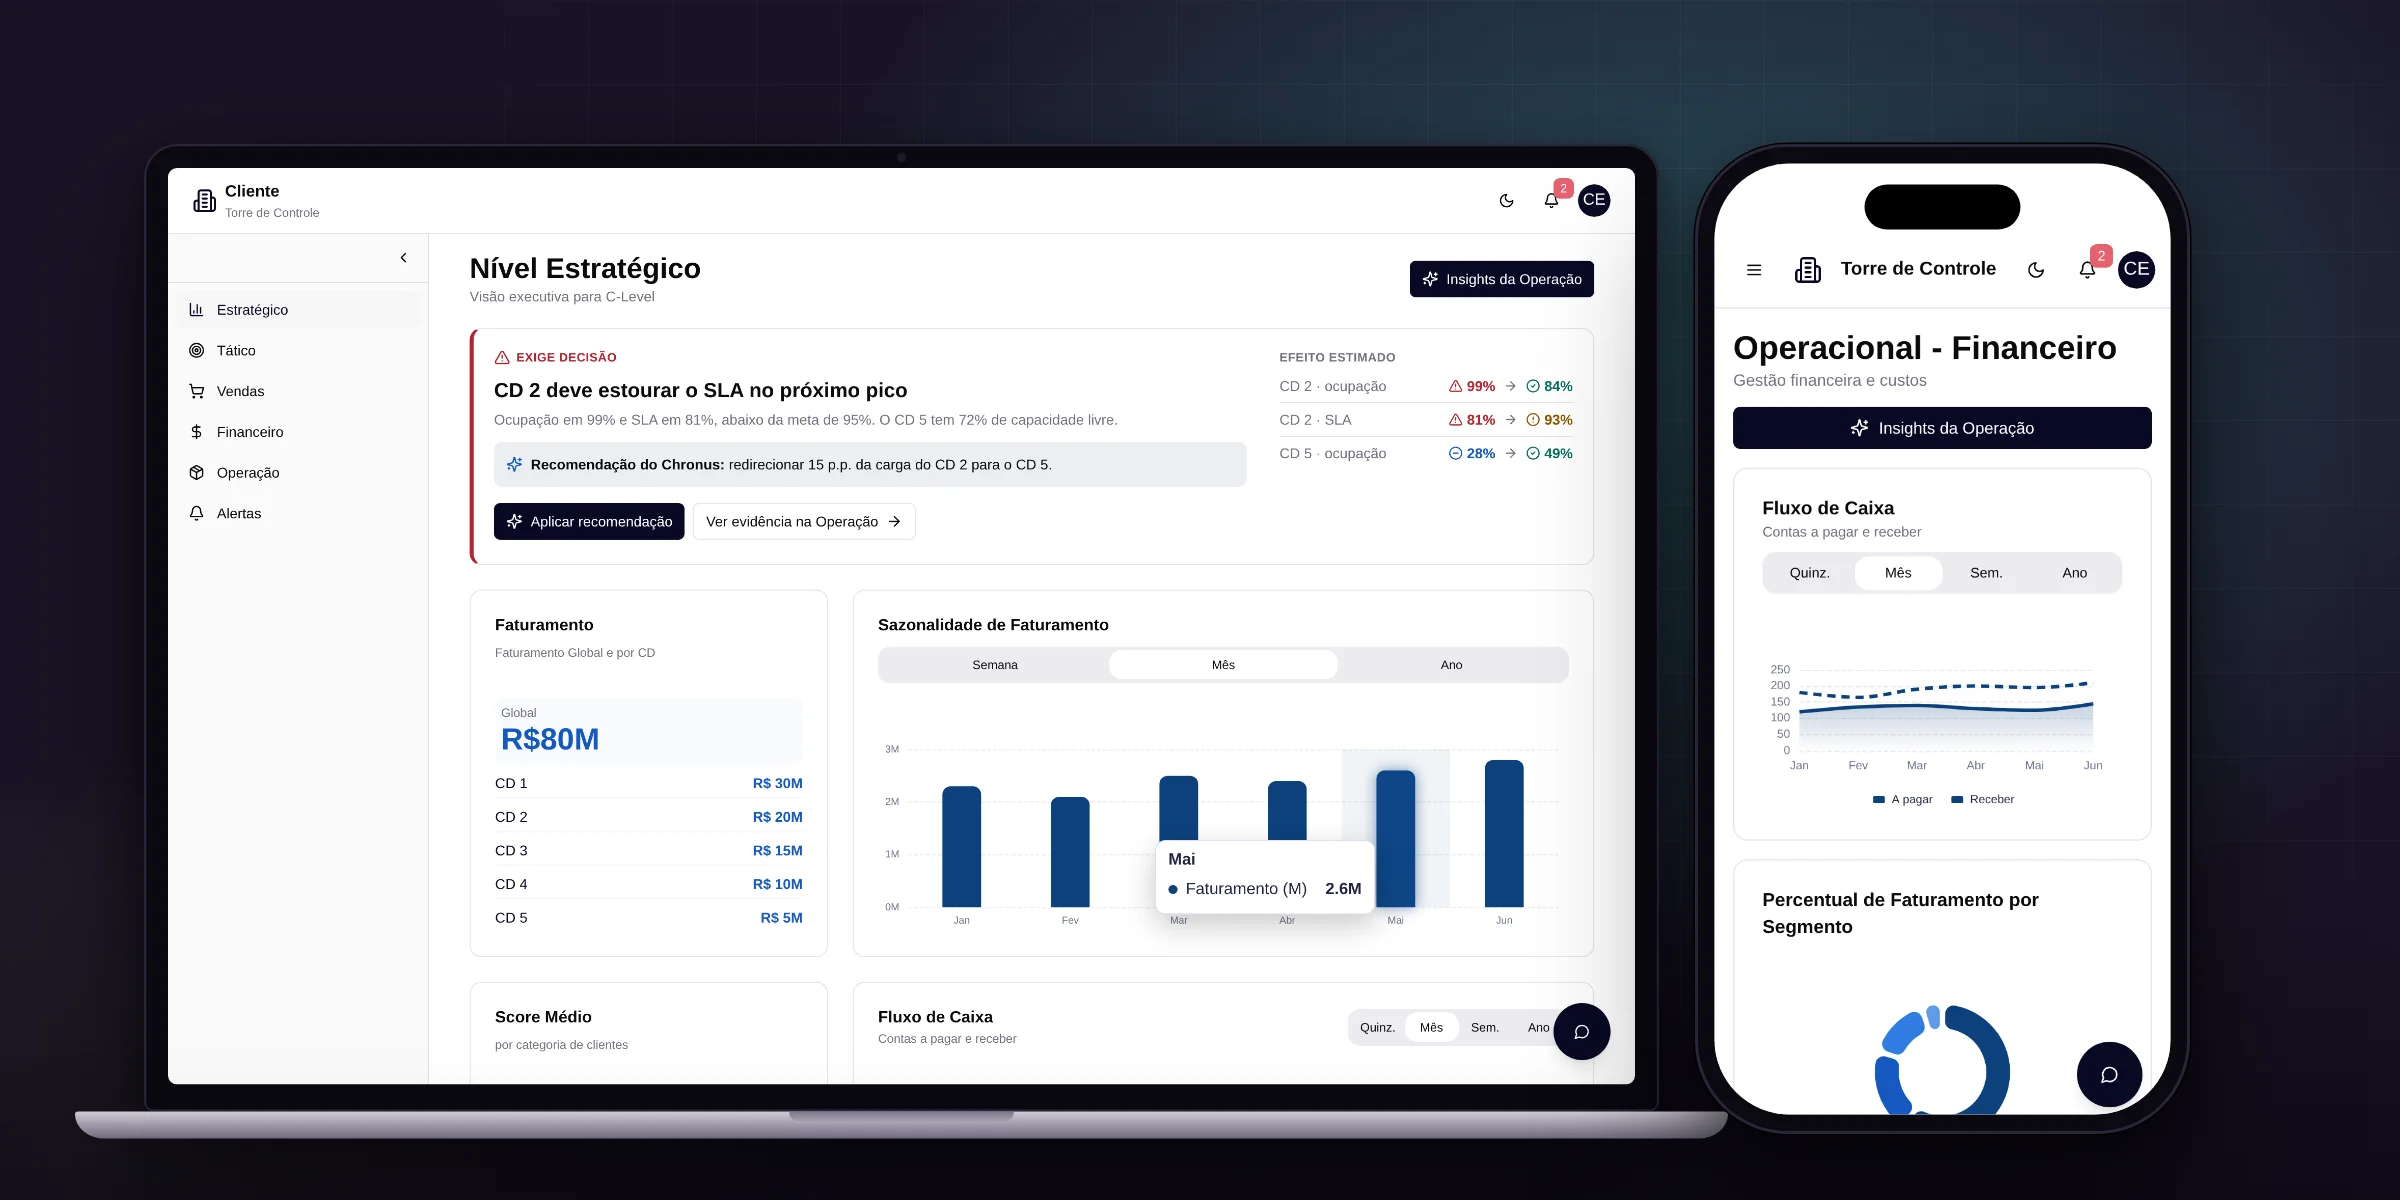 Cliente
Torre de Controle
2
CE
Estratégico
Tático
Vendas
Financeiro
Operação
Alertas
Nível Estratégico
Visão executiva para C-Level
Insights da Operação
EXIGE DECISÃO
CD 2 deve estourar o SLA no próximo pico
Ocupação em 99% e SLA em 81%, abaixo da meta de 95%. O CD 5 tem 72% de capacidade livre.
Recomendação do Chronus: redirecionar 15 p.p. da carga do CD 2 para o CD 5.
Aplicar recomendação
Ver evidência na Operação
EFEITO ESTIMADO
CD 2 · ocupação 99% 84%
CD 2 · SLA 81% 93%
CD 5 · ocupação 28% 49%
Faturamento
Faturamento Global e por CD
Global
R$80M
CD 1 R$ 30M
CD 2 R$ 20M
CD 3 R$ 15M
CD 4 R$ 10M
CD 5 R$ 5M
Sazonalidade de Faturamento
Semana Mês Ano
3M
2M
1M
0M
Mai
Faturamento (M) 2.6M
Jan Fev Mar Abr Mai Jun
Score Médio
por categoria de clientes
Fluxo de Caixa
Contas a pagar e receber
Quinz. Mês Sem. Ano
Torre de Controle
2
CE
Operacional - Financeiro
Gestão financeira e custos
Insights da Operação
Fluxo de Caixa
Contas a pagar e receber
Quinz. Mês Sem. Ano
250
200
150
100
50
0
Jan Fev Mar Abr Mai Jun
A pagar Receber
Percentual de Faturamento por
Segmento